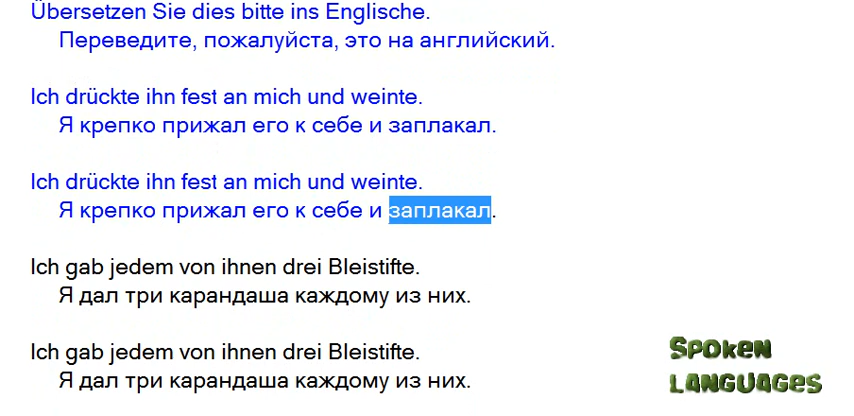 Übersetzen Sie dies bitte ins Englische.
Переведите, пожалуйста, это на английский.
Ich drückte ihn fest an mich und weinte.
Я крепко прижал его к себе и заплакал.
Ich drückte ihn fest an mich und weinte.
Я крепко прижал его к себе и заплакал.
Ich gab jedem von ihnen drei Bleistifte.
Я дал три карандаша каждому из них.
Ich gab jedem von ihnen drei Bleistifte.
Я дал три карандаша каждому из них.
Spoken
Languages